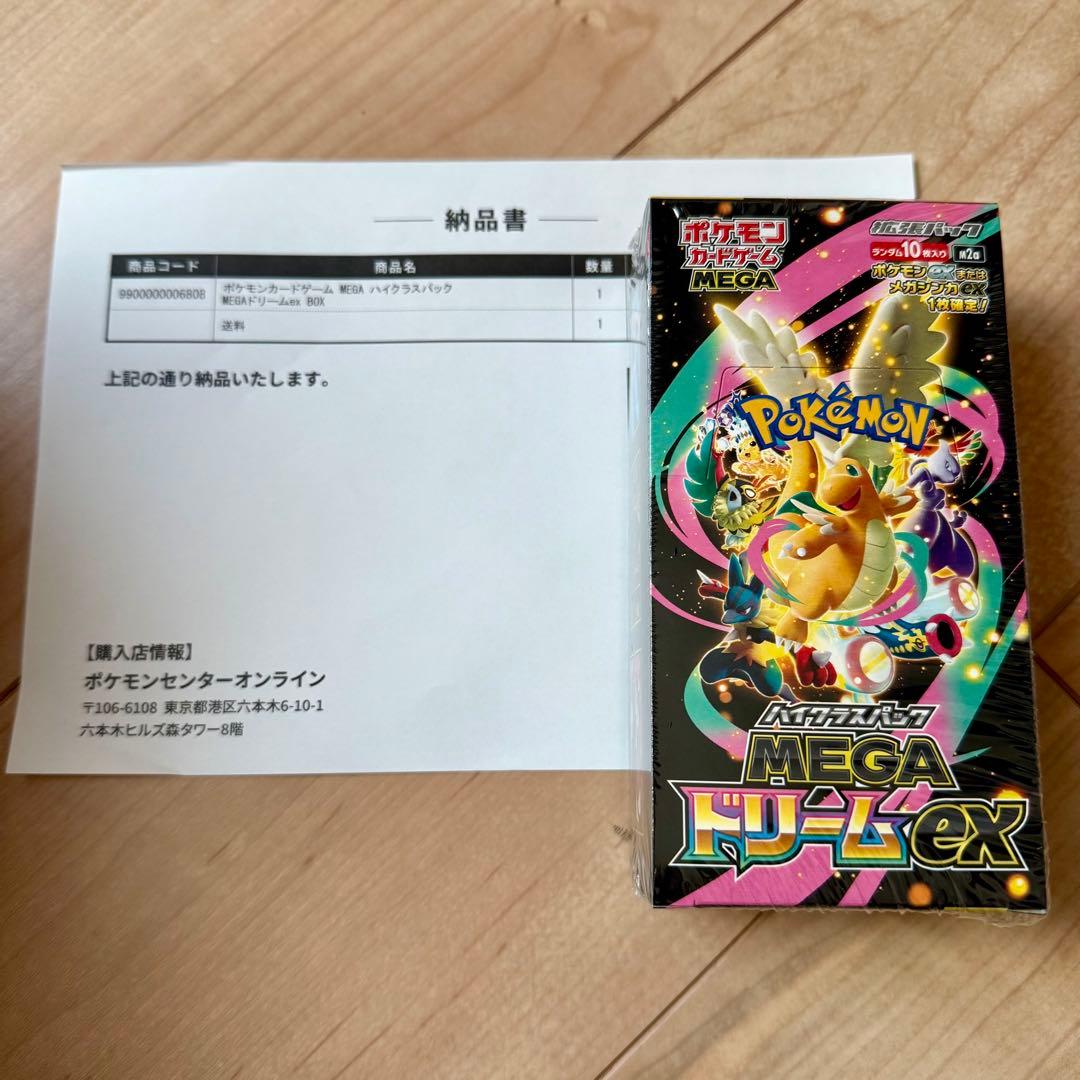 納品書
商品コード 商品名 数量
9900000006808 ポケモンカードゲーム MEGA ハイクラスパック 1
MEGAドリームex BOX
送料 1
上記の通り納品いたします。
【購入店情報】
ポケモンセンターオンライン
〒106-6108 東京都港区六本木6-10-1
六本木ヒルズ森タワー8階
ポケモン
カードゲーム
MEGA
拡張パック
ランダム10枚入り M2a
ポケモンexまたは
メガシンカex
1枚確定!
POKéMON
ハイクラスパック
MEGA
ドリームex